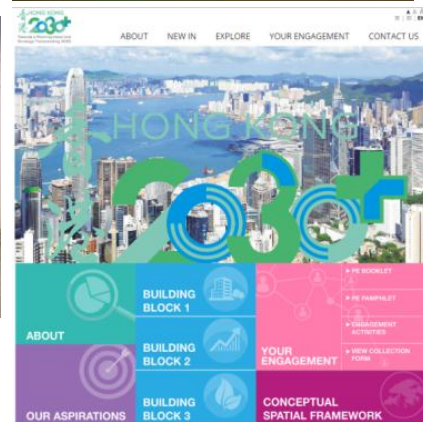 HONG KONG
2030+
ABOUT
NEW IN
EXPLORE
YOUR ENGAGEMENT
CONTACT US
HONG KONG
2030+
ABOUT
BUILDING
BLOCK 1
BUILDING
BLOCK 2
YOUR
ENGAGEMENT
PE BOOKLET
PE PAMPHLET
ENGAGEMENT
ACTIVITIES
VIEW COLLECTION
FORM
OUR ASPIRATIONS
BUILDING
BLOCK 3
CONCEPTUAL
SPATIAL FRAMEWORK